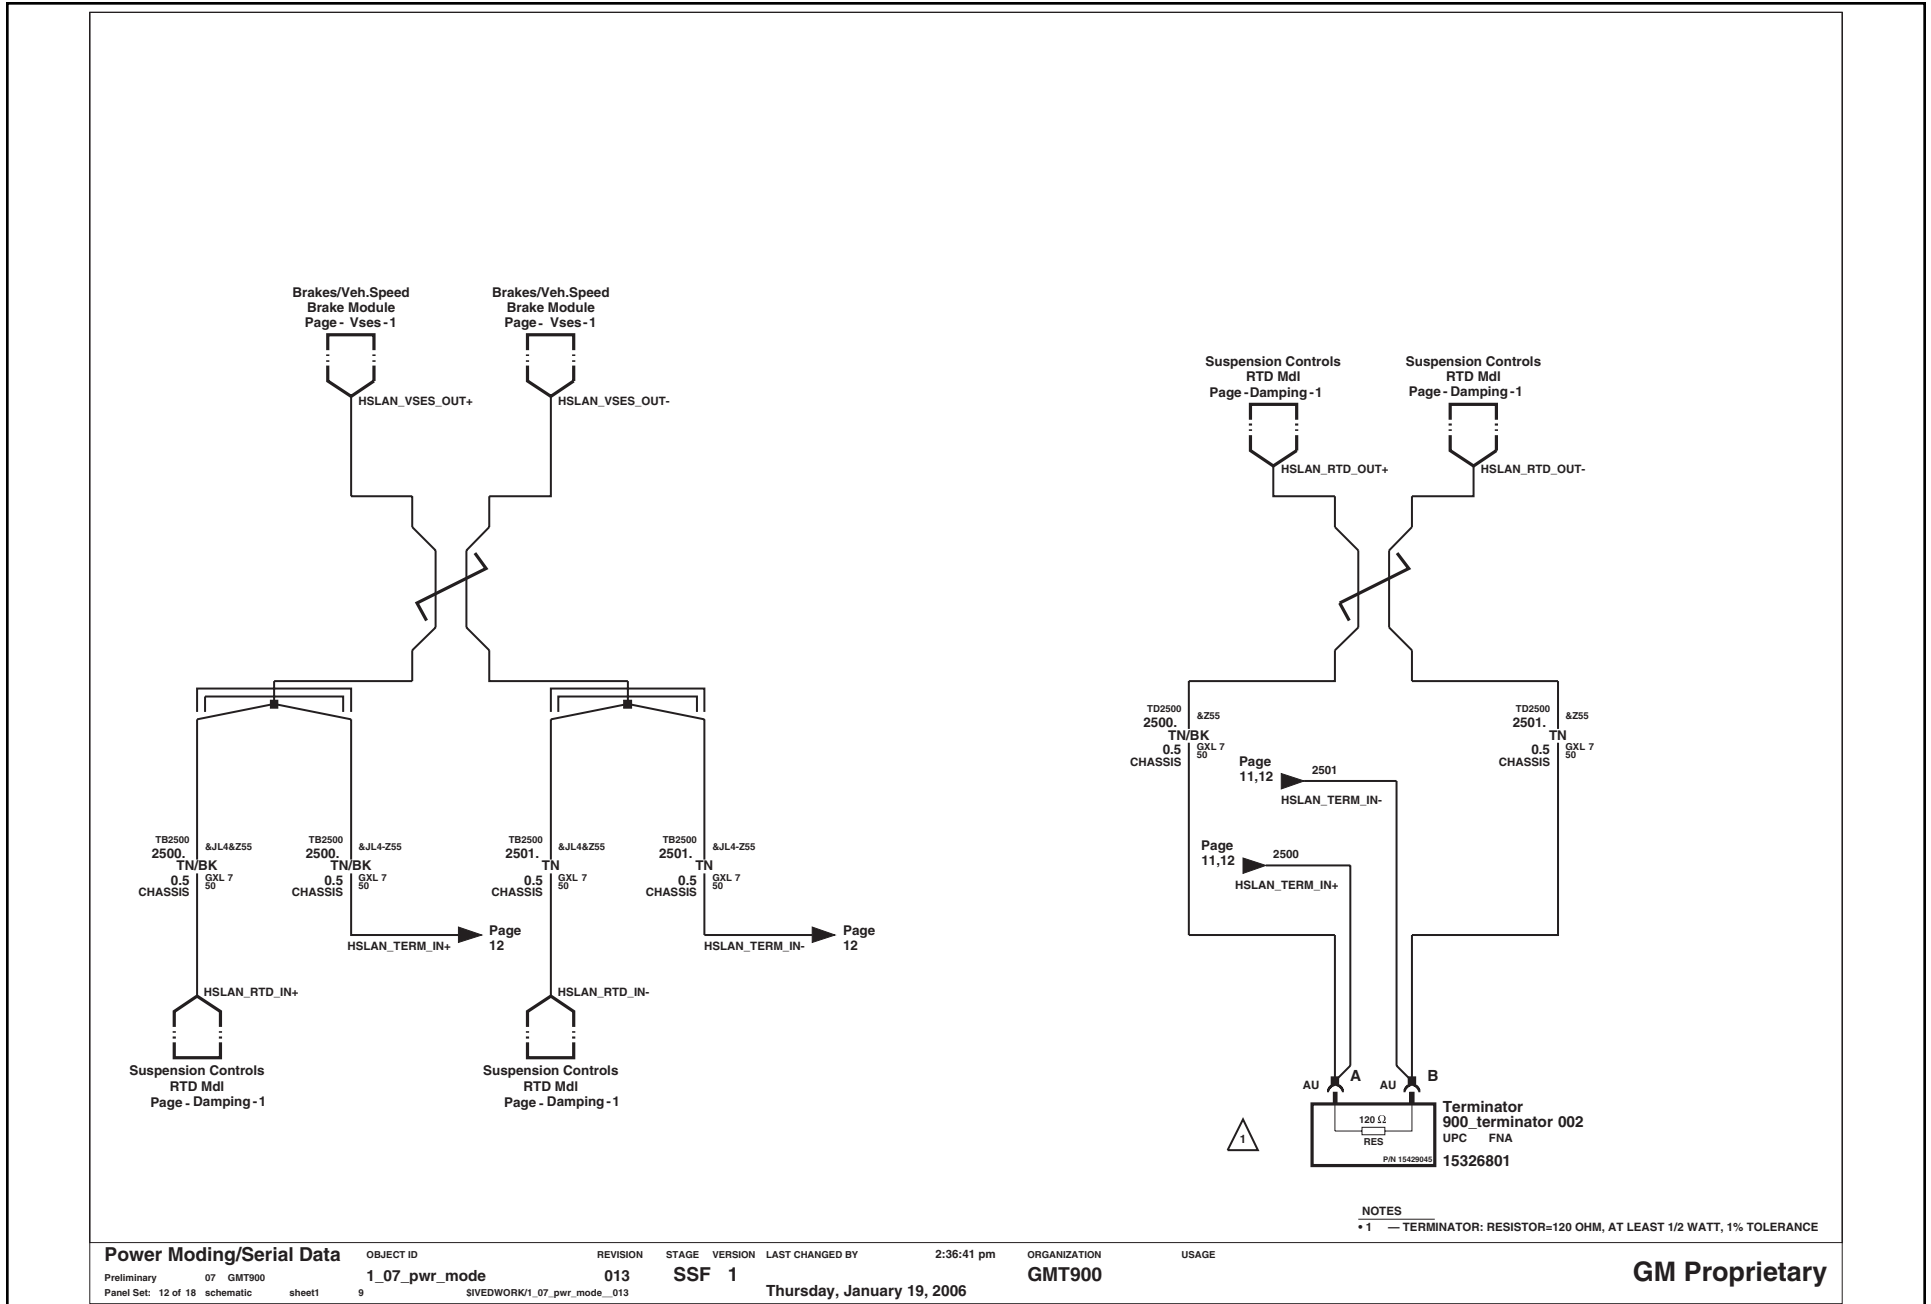 Brakes/Veh.Speed
Brake Module
Page - Vses -1
Brakes/Veh.Speed
Brake Module
Page - Vses -1
HSLAN_VSES_OUT+
HSLAN_VSES_OUT-
Suspension Controls
RTD Mdl
Page -Damping -1
Suspension Controls
RTD Mdl
Page - Damping -1
HSLAN_RTD_OUT+
HSLAN_RTD_OUT-
TD2500
2500.
TN/BK
0.5
CHASSIS
&Z55
GXL 7
50
TD2500
2501.
TN
0.5
CHASSIS
&Z55
GXL 7
50
Page
11,12
2501
HSLAN_TERM_IN-
Page
11,12
2500
HSLAN_TERM_IN+
TB2500
2500.
TN/BK
0.5
CHASSIS
&JL4&Z55
GXL 7
50
TB2500
2500.
TN/BK
0.5
CHASSIS
&JL4-Z55
GXL 7
50
TB2500
2501.
TN
0.5
CHASSIS
&JL4&Z55
GXL 7
50
TB2500
2501.
TN
0.5
CHASSIS
&JL4-Z55
GXL 7
50
HSLAN_TERM_IN+
Page
12
HSLAN_TERM_IN-
Page
12
HSLAN_RTD_IN+
HSLAN_RTD_IN-
Suspension Controls
RTD Mdl
Page - Damping -1
Suspension Controls
RTD Mdl
Page - Damping -1
AU A AU B
120 Ω
RES
P/N 15429045
Terminator
900_terminator 002
UPC FNA
15326801
1
NOTES
• 1 — TERMINATOR: RESISTOR=120 OHM, AT LEAST 1/2 WATT, 1% TOLERANCE
Power Moding/Serial Data OBJECT ID REVISION STAGE VERSION LAST CHANGED BY 2:36:41 pm ORGANIZATION USAGE
Preliminary 07 GMT900 1_07_pwr_mode 013 SSF 1 GMT900 GM Proprietary
Panel Set: 12 of 18 schematic sheet1 9 $IVEDWORK/1_07_pwr_mode__013 Thursday, January 19, 2006